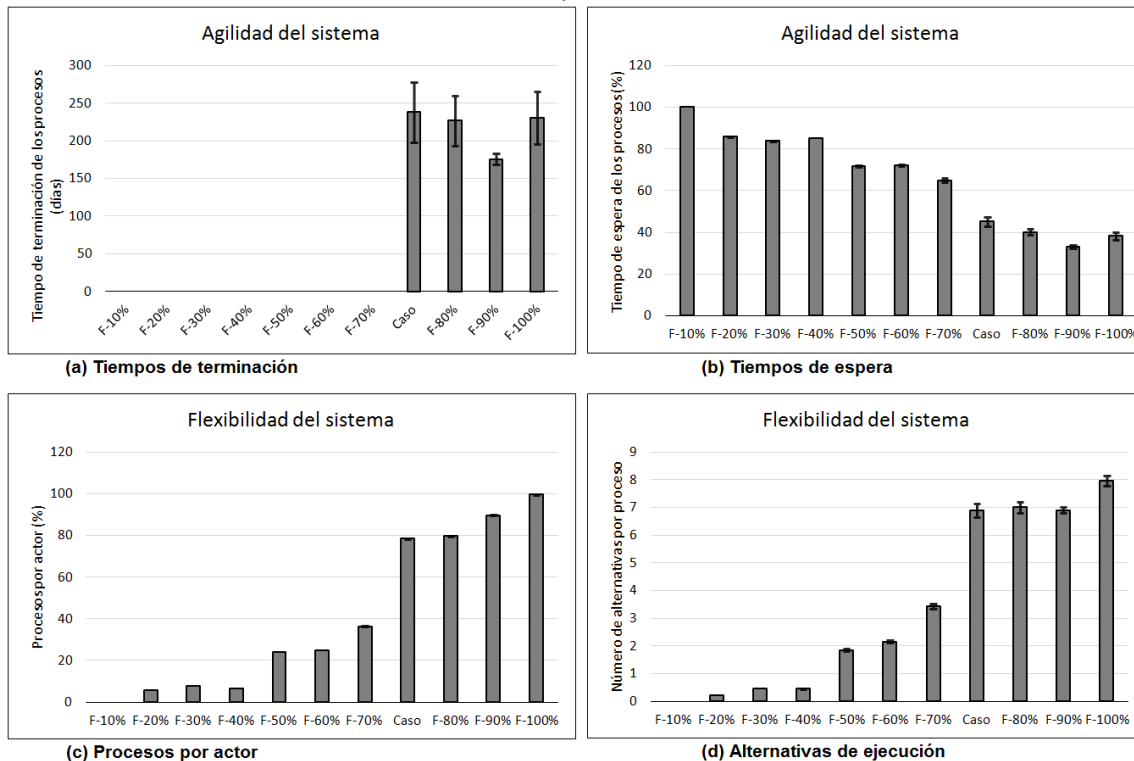 Agilidad del sistema
Tiempo de terminación de los procesos
(días)
300
250
200
150
100
50
0
F-10% F-20% F-30% F-40% F-50% F-60% F-70% Caso F-80% F-90% F-100%
(a) Tiempos de terminación
Agilidad del sistema
Tiempo de espera de los procesos (%)
120
100
80
60
40
20
0
F-10% F-20% F-30% F-40% F-50% F-60% F-70% Caso F-80% F-90% F-100%
(b) Tiempos de espera
Flexibilidad del sistema
Procesos por actor (%)
120
100
80
60
40
20
0
F-10% F-20% F-30% F-40% F-50% F-60% F-70% Caso F-80% F-90% F-100%
(c) Procesos por actor
Flexibilidad del sistema
Número de alternativas por proceso
9
8
7
6
5
4
3
2
1
0
F-10% F-20% F-30% F-40% F-50% F-60% F-70% Caso F-80% F-90% F-100%
(d) Alternativas de ejecución